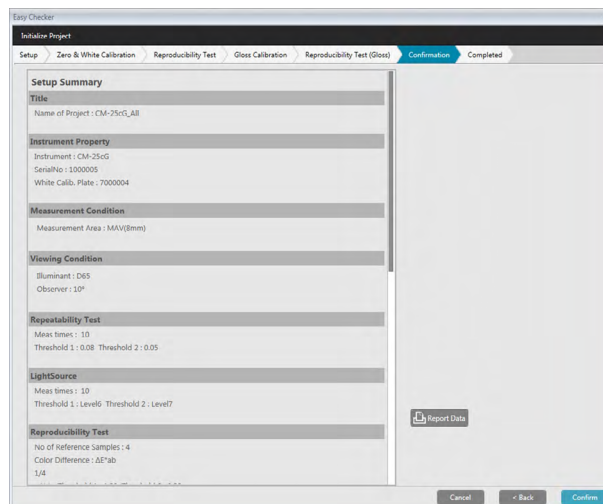 Easy Checker
Initialize Project
Setup Zero & White Calibration Reproducibility Test Gloss Calibration Reproducibility Test (Gloss) Confirmation Completed
Setup Summary
Title
Name of Project : CM-25cG_All
Instrument Property
Instrument : CM-25cG
SerialNo : 1000005
White Calib. Plate : 7000004
Measurement Condition
Measurement Area : MAV(8mm)
Viewing Condition
Illuminant : D65
Observer : 10°
Repeatability Test
Meas times : 10
Threshold 1 : 0.08 Threshold 2 : 0.05
LightSource
Meas times : 10
Threshold 1 : Level6 Threshold 2 : Level7
Reproducibility Test
No of Reference Samples : 4
Color Difference : ΔE*ab
1/4
Report Data
Cancel < Back Confirm